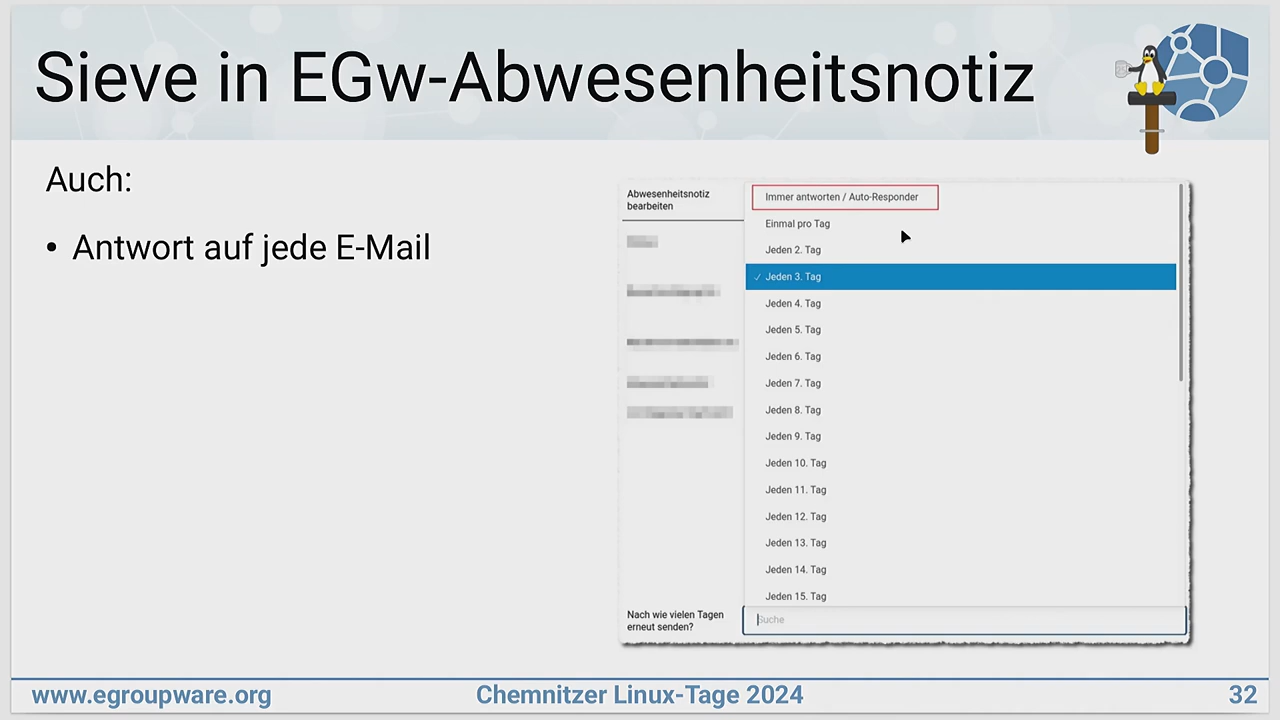 Sieve in EGw-Abwesenheitsnotiz
Auch:
• Antwort auf jede E-Mail
Abwesenheitsnotiz
bearbeiten
Immer antworten / Auto-Responder
Einmal pro Tag
Jeden 2. Tag
✓ Jeden 3. Tag
Jeden 4. Tag
Jeden 5. Tag
Jeden 6. Tag
Jeden 7. Tag
Jeden 8. Tag
Jeden 9. Tag
Jeden 10. Tag
Jeden 11. Tag
Jeden 12. Tag
Jeden 13. Tag
Jeden 14. Tag
Jeden 15. Tag
Nach wie vielen Tagen
erneut senden?
Suche
www.egroupware.org
Chemnitzer Linux-Tage 2024
32